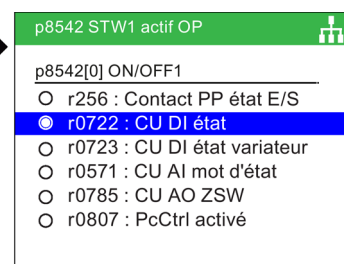 p8542 STW1 actif OP
p8542[0] ON/OFF1
r256 : Contact PP état E/S
r0722 : CU DI état
r0723 : CU DI état variateur
r0571 : CU AI mot d'état
r0785 : CU AO ZSW
r0807 : PcCtrl activé